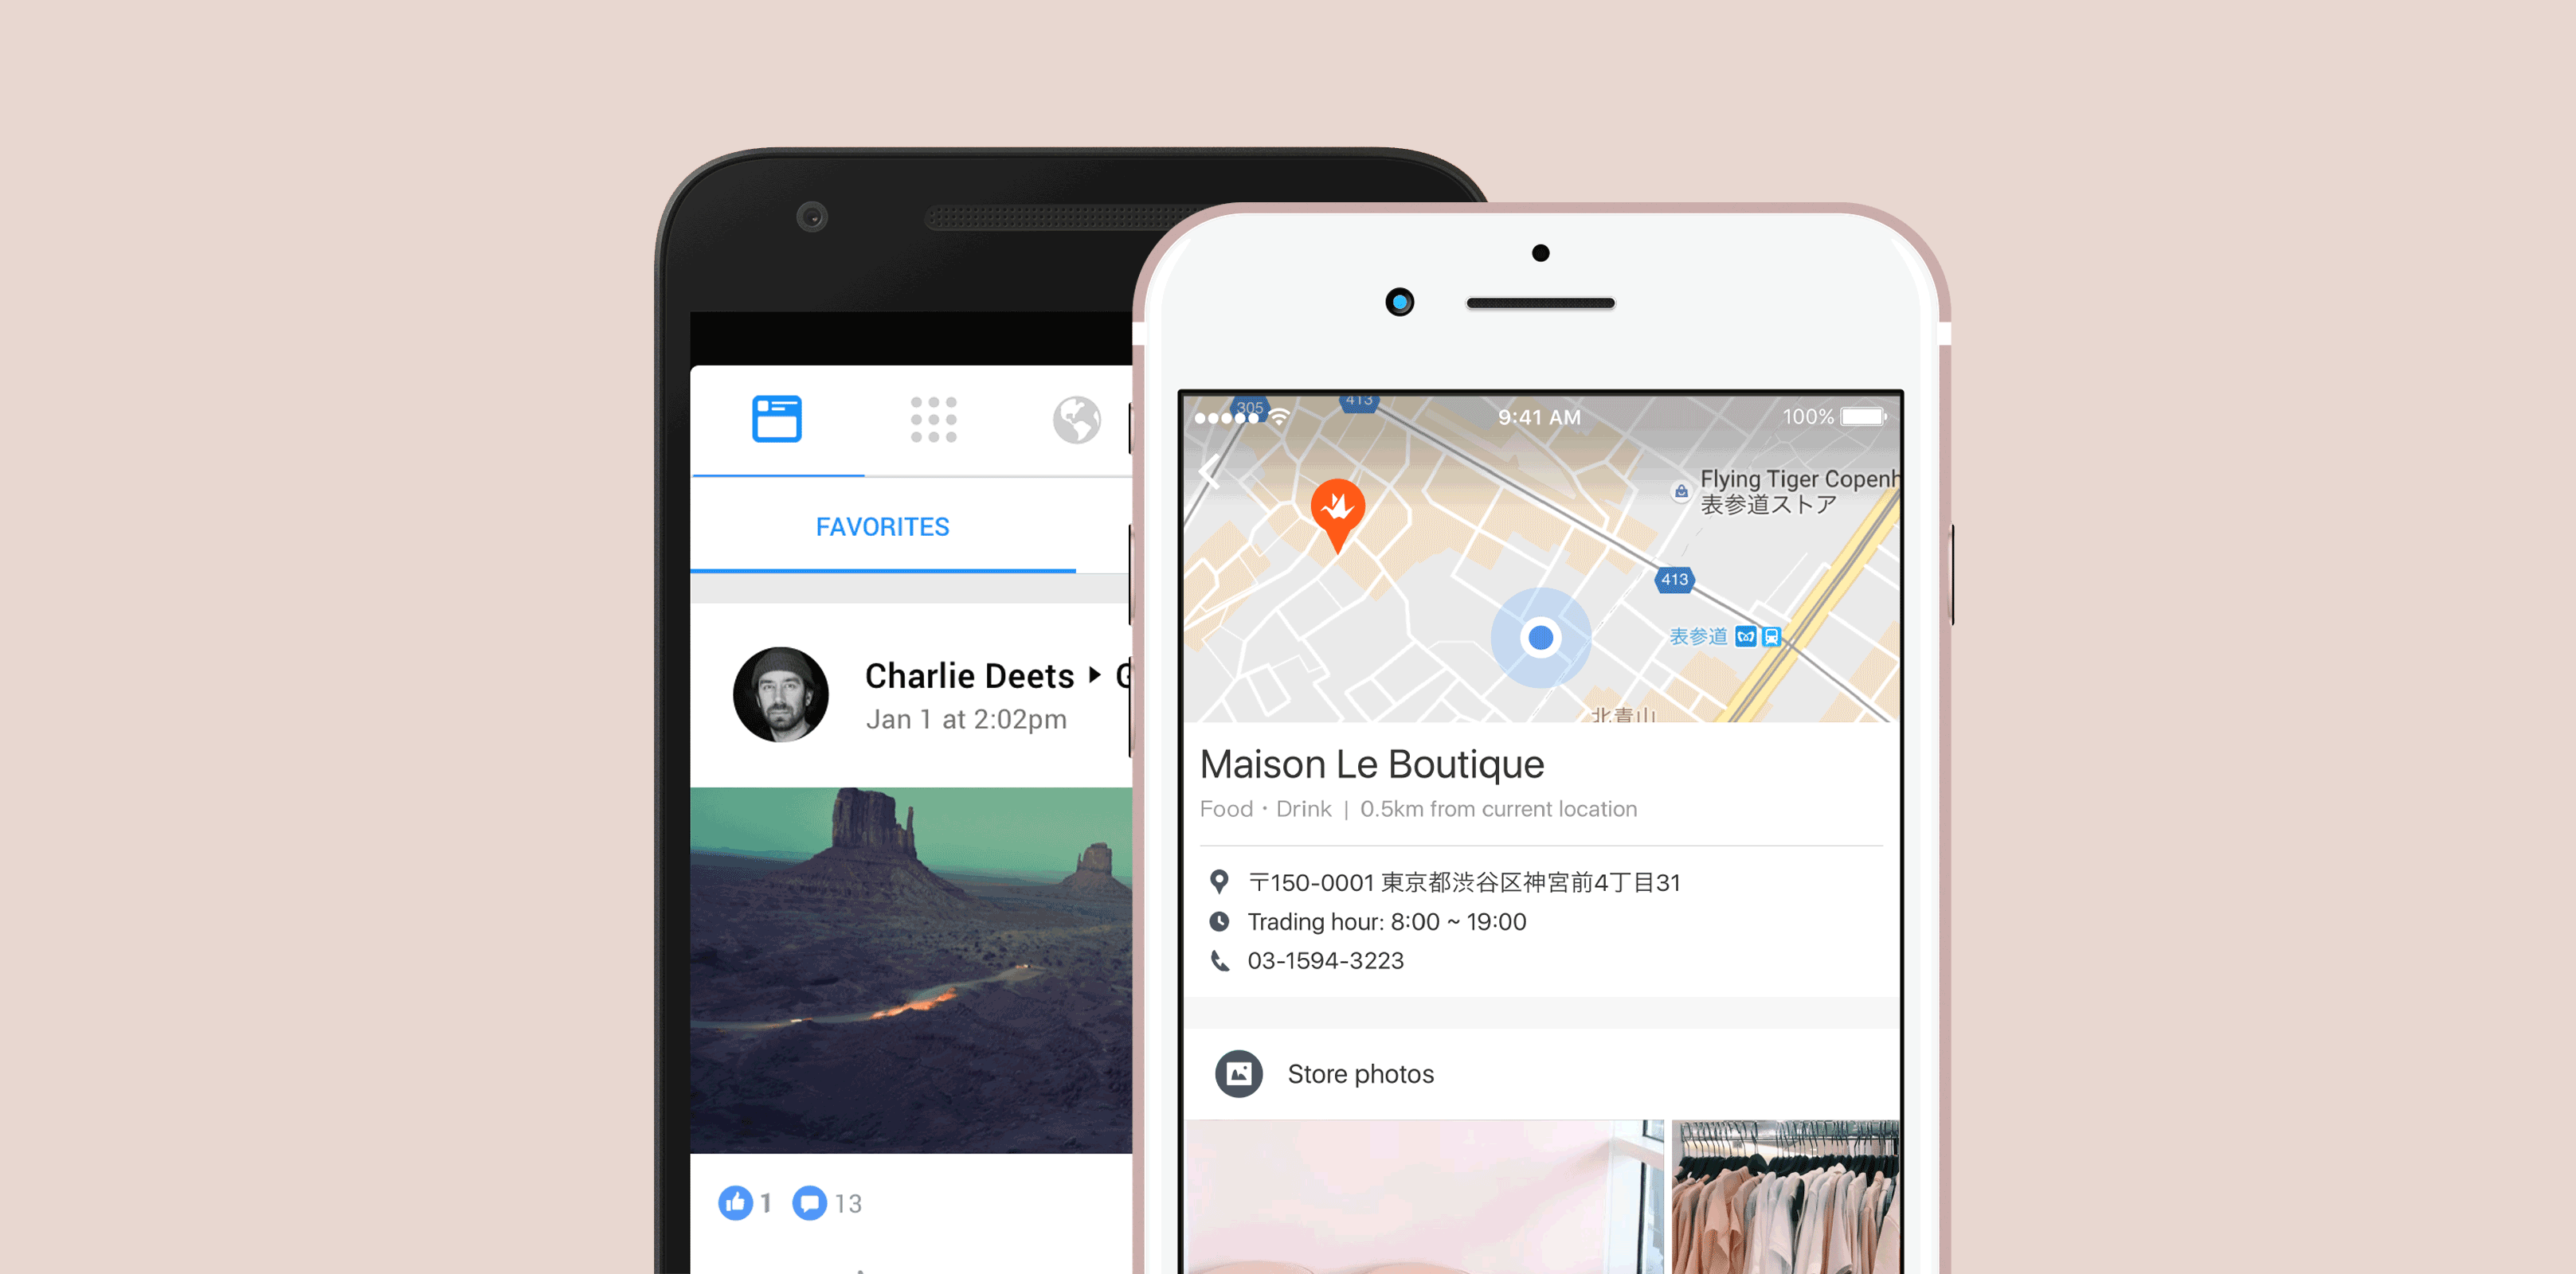 FAVORITES
Charlie Deets
Jan 1 at 2:02pm
1 13
305
413
9:41 AM
100%
Flying Tiger Copenh
表参道ストア
413
表参道
北青山
Maison Le Boutique
Food・Drink | 0.5km from current location
〒150-0001 東京都渋谷区神宮前4丁目31
Trading hour: 8:00 ~ 19:00
03-1594-3223
Store photos